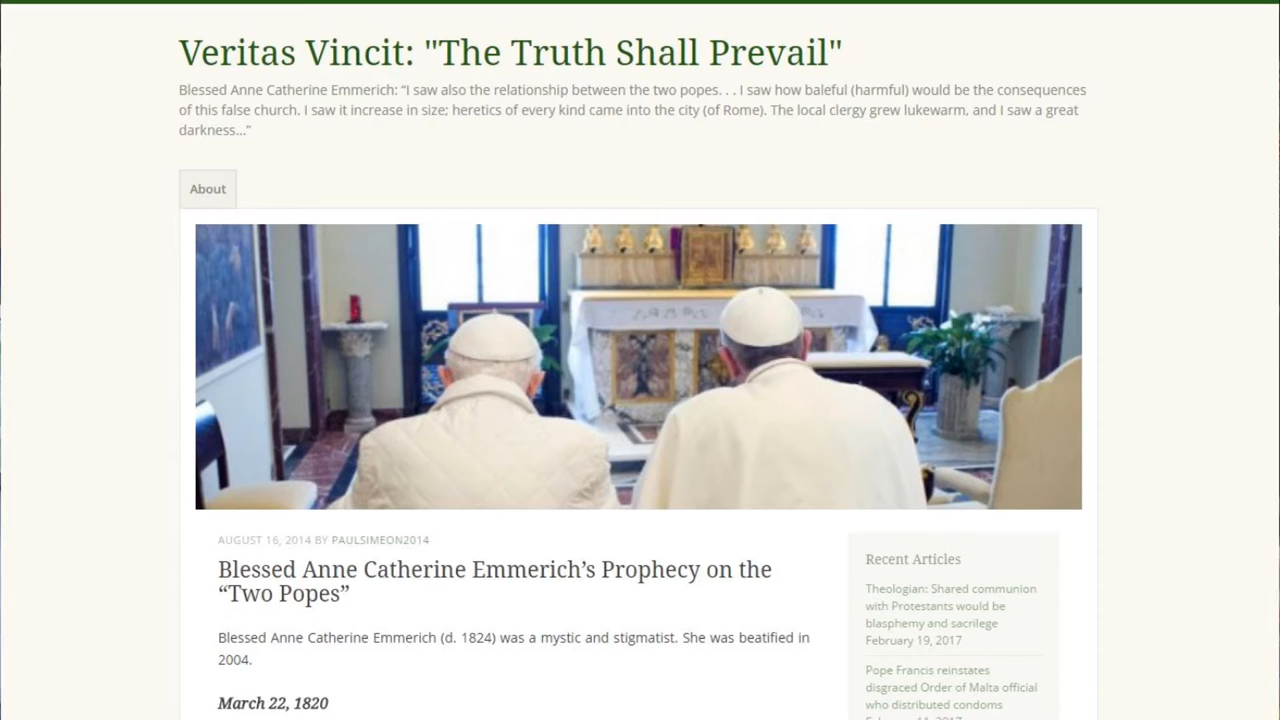 Veritas Vincit: "The Truth Shall Prevail"
Blessed Anne Catherine Emmerich: “I saw also the relationship between the two popes. . . I saw how baleful (harmful) would be the consequences
of this false church. I saw it increase in size; heretics of every kind came into the city (of Rome). The local clergy grew lukewarm, and I saw a great
darkness…”
About
AUGUST 16, 2014 BY PAULSIMEON2014
Blessed Anne Catherine Emmerich’s Prophecy on the
“Two Popes”
Blessed Anne Catherine Emmerich (d. 1824) was a mystic and stigmatist. She was beatified in
2004.
March 22, 1820
Recent Articles
Theologian: Shared communion
with Protestants would be
blasphemy and sacrilege
February 19, 2017
Pope Francis reinstates
disgraced Order of Malta official
who distributed condoms